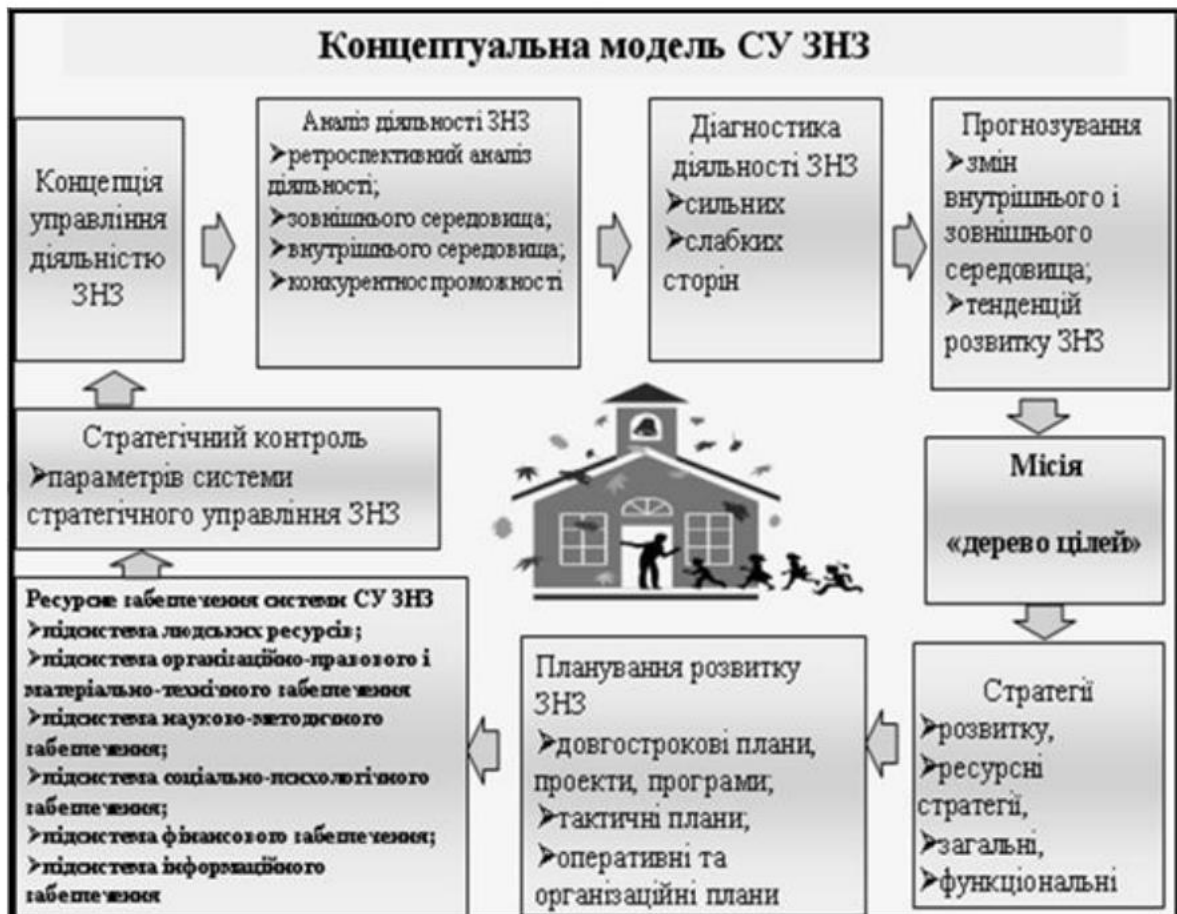 Концептуальна модель СУ ЗНЗ
Концепція
управління
діяльністю
ЗНЗ
Аналіз діяльності ЗНЗ
➢ретроспективний аналіз
діяльності;
➢зовнішнього середовища;
➢внутрішнього середовища;
➢конкурентноспроможності
Діагностика
діяльності ЗНЗ
➢сильних
➢слабких
сторін
Прогнозування
➢змін
внутрішнього і
зовнішнього
середовища;
➢тенденцій
розвитку ЗНЗ
Місія
«дерево цілей»
Стратегії
➢розвитку,
➢ресурсні
стратегії,
➢загальні,
➢функціональні
Планування розвитку
ЗНЗ
➢довгострокові плани,
проекти, програми;
➢тактичні плани;
➢оперативні та
організаційні плани
Ресурсне забезпечення системи СУ ЗНЗ
➢підсистема людських ресурсів;
➢підсистема організаційно-правового і
матеріально-технічного забезпечення
➢підсистема науково-методичного
забезпечення;
➢підсистема соціально-психологічного
забезпечення;
➢підсистема фінансового забезпечення;
➢підсистема інформаційного
забезпечення
Стратегічний контроль
➢параметрів системи
стратегічного управління ЗНЗ